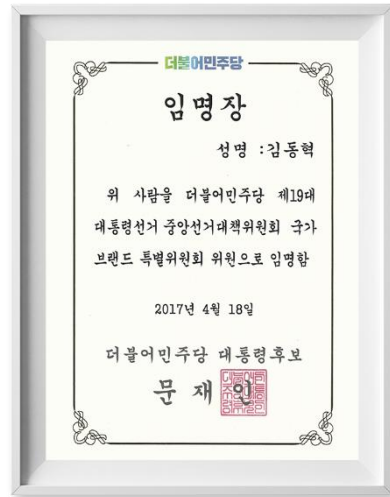 더불어민주당
임명장
성명 :김동혁
위 사람을 더불어민주당 제19대
대통령선거 중앙선거대책위원회 국가
브랜드 특별위원회 위원으로 임명함
2017년 4월 18일
더불어민주당 대통령후보
문재인